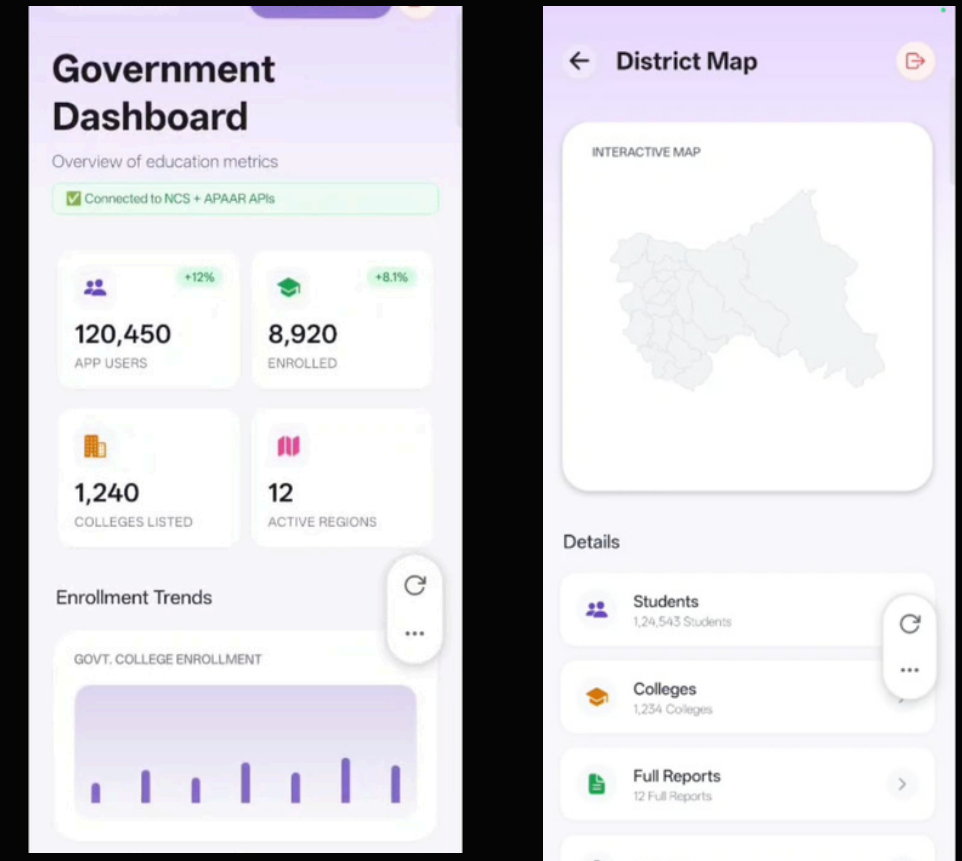 Government
Dashboard
Overview of education metrics
✅ Connected to NCS + APAAR APIs
+12%
120,450
APP USERS
+8.1%
8,920
ENROLLED
1,240
COLLEGES LISTED
12
ACTIVE REGIONS
Enrollment Trends
GOVT. COLLEGE ENROLLMENT
District Map
INTERACTIVE MAP
Details
Students
1,24,543 Students
Colleges
1,234 Colleges
Full Reports
12 Full Reports